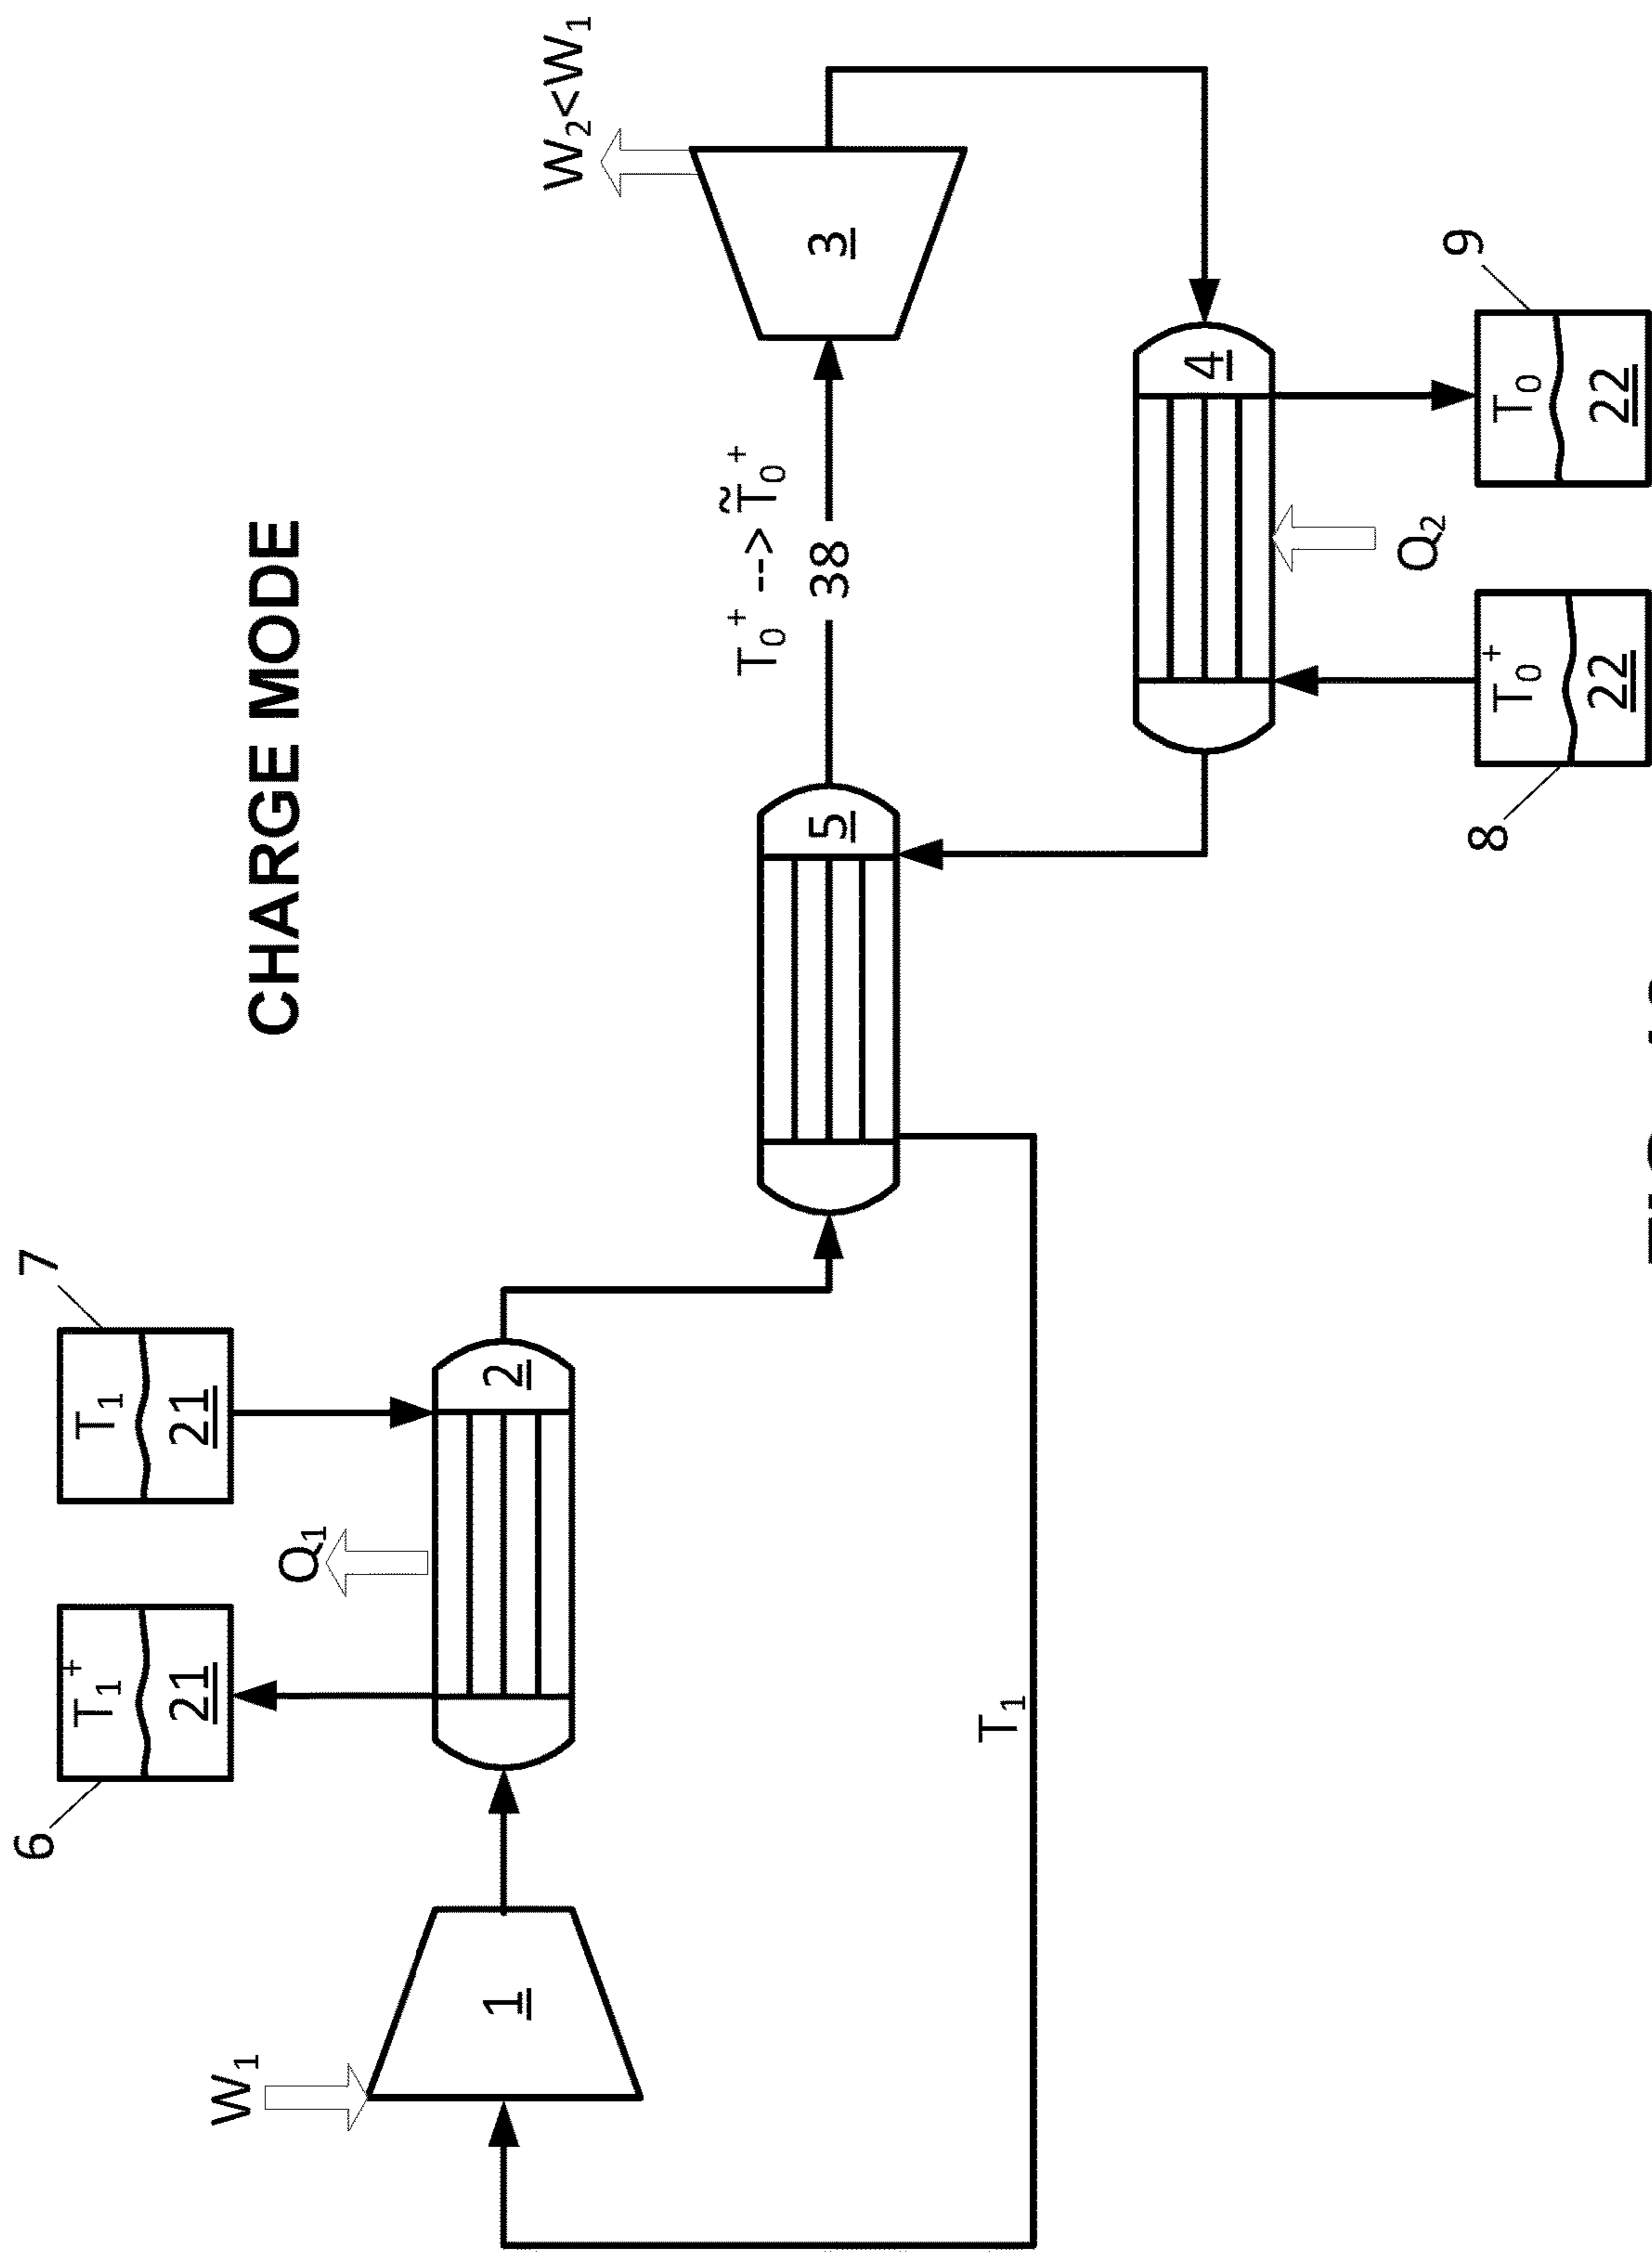 CHARGE MODE
6
T₁⁺
21
7
T₁
21
Q₁
W₁
1
2
T₁
5
T₀⁺ --> T̃₀⁺
38
W₂<W₁
3
4
Q₂
T₀⁺
22
8
T₀
22
9